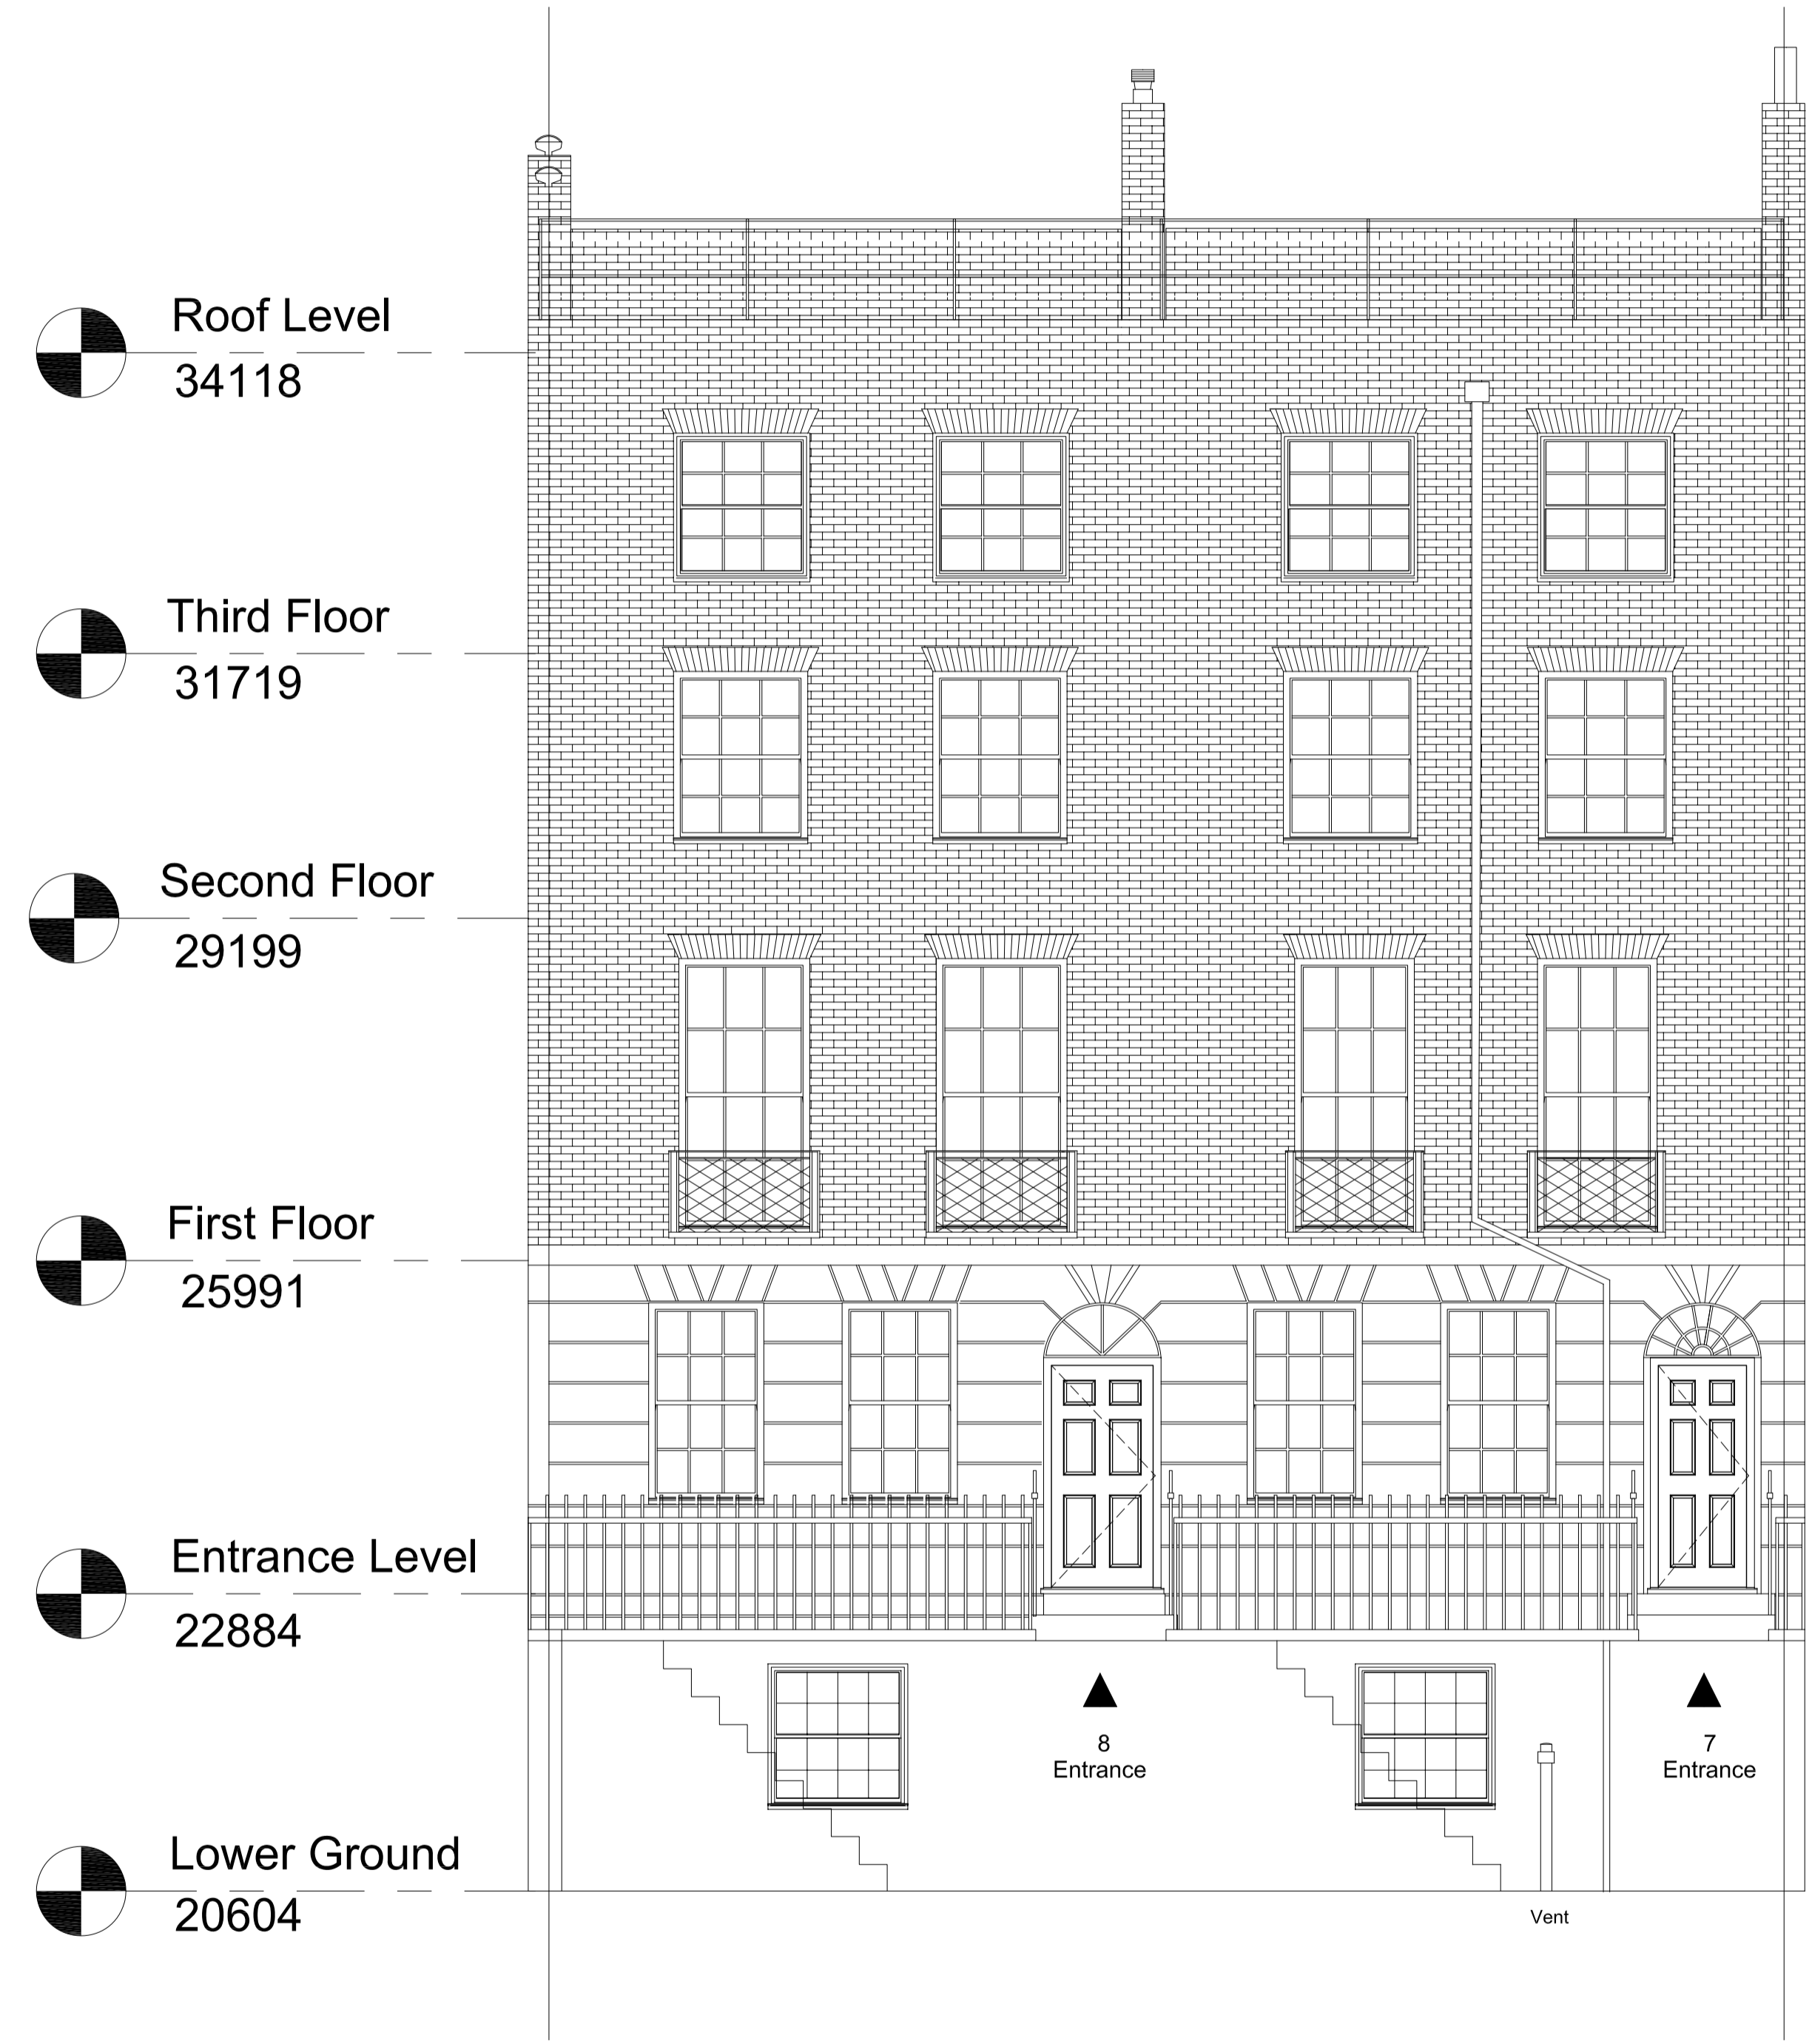 Roof Level
34118
Third Floor
31719
Second Floor
29199
First Floor
25991
Entrance Level
22884
8
Entrance
7
Entrance
Lower Ground
20604
Vent